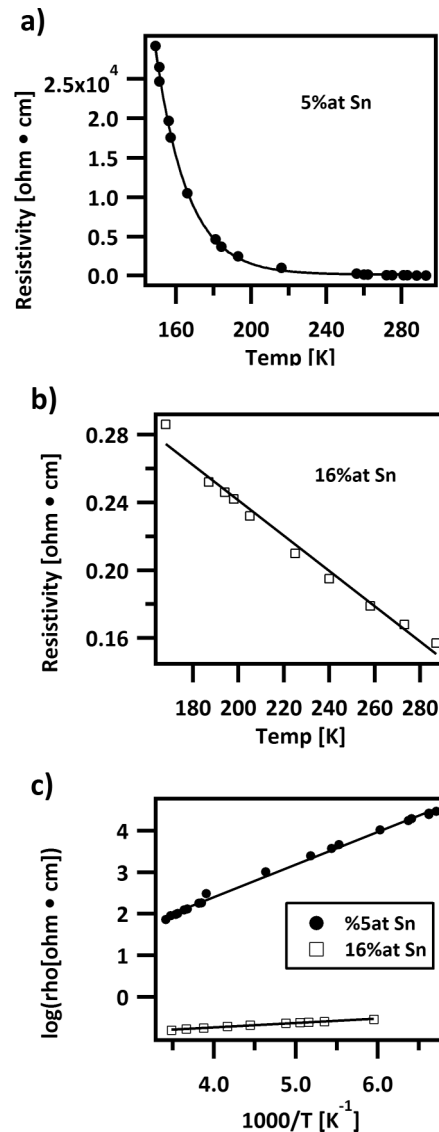 a)
Resistivity [ohm • cm]
2.5x10⁴
2.0
1.5
1.0
0.5
0.0
5%at Sn
160 200 240 280
Temp [K]
b)
Resistivity [ohm • cm]
0.28
0.24
0.20
0.16
16%at Sn
180 200 220 240 260 280
Temp [K]
c)
log(rho[ohm • cm])
4
3
2
1
0
%5at Sn
16%at Sn
4.0 5.0 6.0
1000/T [K⁻¹]